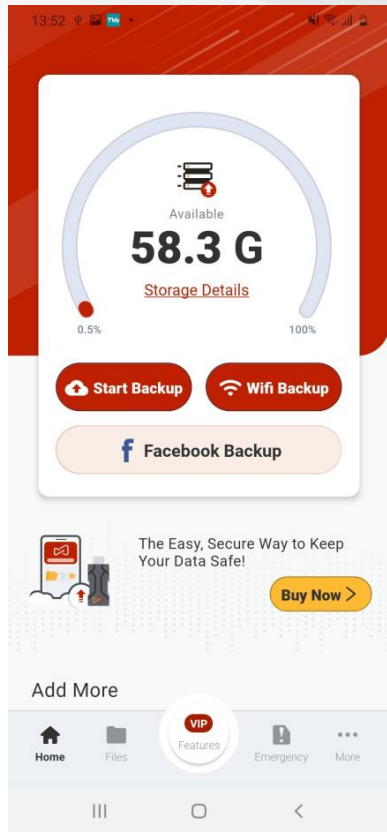 13:52
Available
58.3 G
Storage Details
0.5%
100%
Start Backup
Wifi Backup
f Facebook Backup
The Easy, Secure Way to Keep
Your Data Safe!
Buy Now >
Add More
VIP
Home
Files
Features
Emergency
More